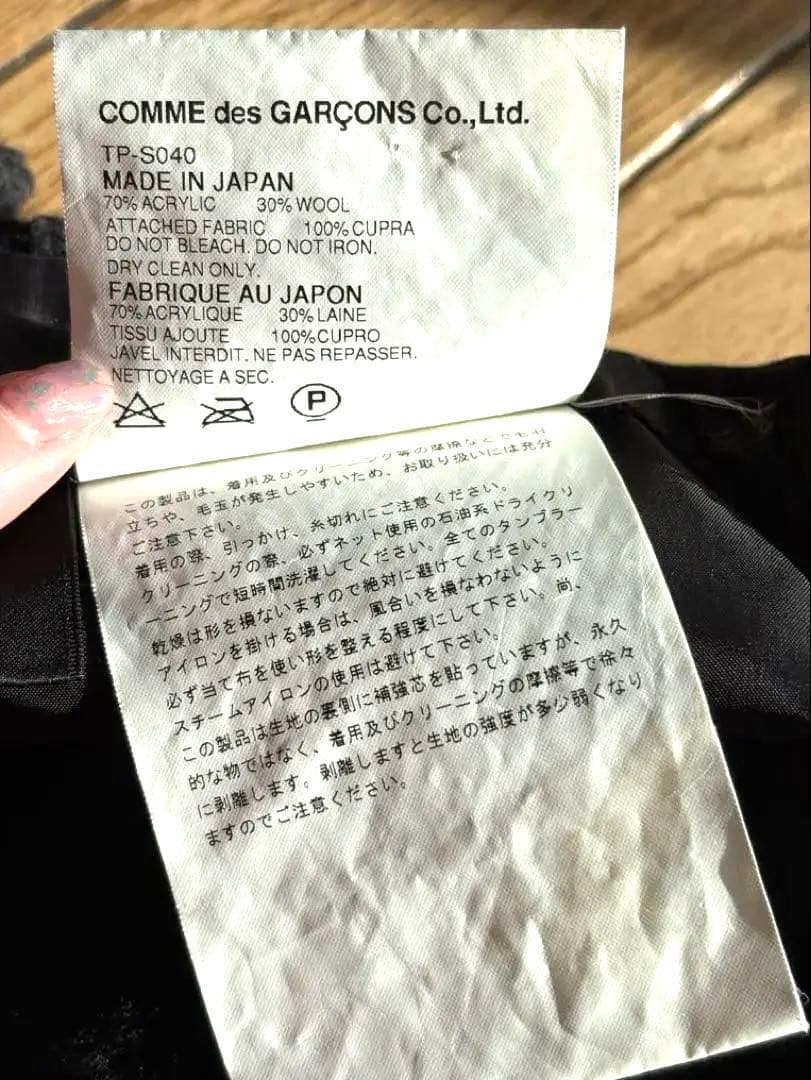 COMME des GARÇONS Co.,Ltd.
TP-S040
MADE IN JAPAN
70% ACRYLIC 30% WOOL
ATTACHED FABRIC 100% CUPRA
DO NOT BLEACH. DO NOT IRON.
DRY CLEAN ONLY.
FABRIQUE AU JAPON
70% ACRYLIQUE 30% LAINE
TISSU AJOUTE 100% CUPRO
JAVEL INTERDIT. NE PAS REPASSER.
NETTOYAGE A SEC.
P
この製品は、着用及びクリーニング等の摩擦などで毛羽
立ちや、毛玉が発生しやすいため、お取り扱いには充分
ご注意下さい。
着用の際、引っかけ、糸切れにご注意ください。
クリーニングの際、必ずネット使用の石油系ドライクリ
ーニングで短時間洗濯してください。全てのタンブラー
乾燥は形を損ないますので絶対に避けてください。
アイロンを掛ける場合は、風合いを損なわないように
必ず当て布を使い形を整える程度にして下さい。尚、
スチームアイロンの使用は避けて下さい。
この製品は生地の裏側に補強芯を貼っていますが、永久
的な物ではなく、着用及びクリーニングの摩擦等で徐々
に剥離します。剥離しますと生地の強度が多少弱くなり
ますのでご注意ください。